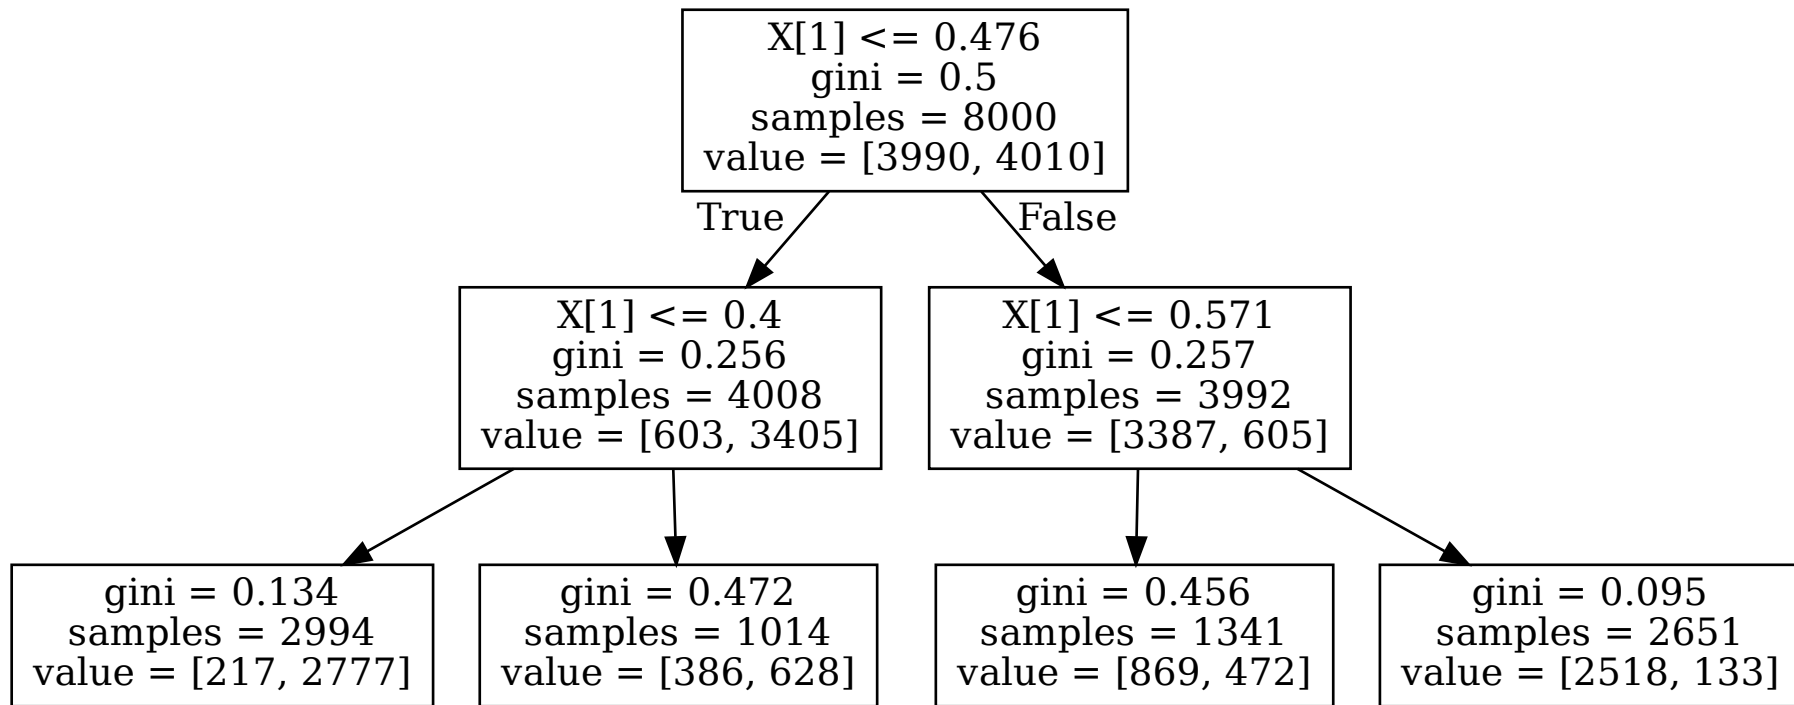 X[1] <= 0.476
gini = 0.5
samples = 8000
value = [3990, 4010]
True
False
X[1] <= 0.4
gini = 0.256
samples = 4008
value = [603, 3405]
X[1] <= 0.571
gini = 0.257
samples = 3992
value = [3387, 605]
gini = 0.134
samples = 2994
value = [217, 2777]
gini = 0.472
samples = 1014
value = [386, 628]
gini = 0.456
samples = 1341
value = [869, 472]
gini = 0.095
samples = 2651
value = [2518, 133]